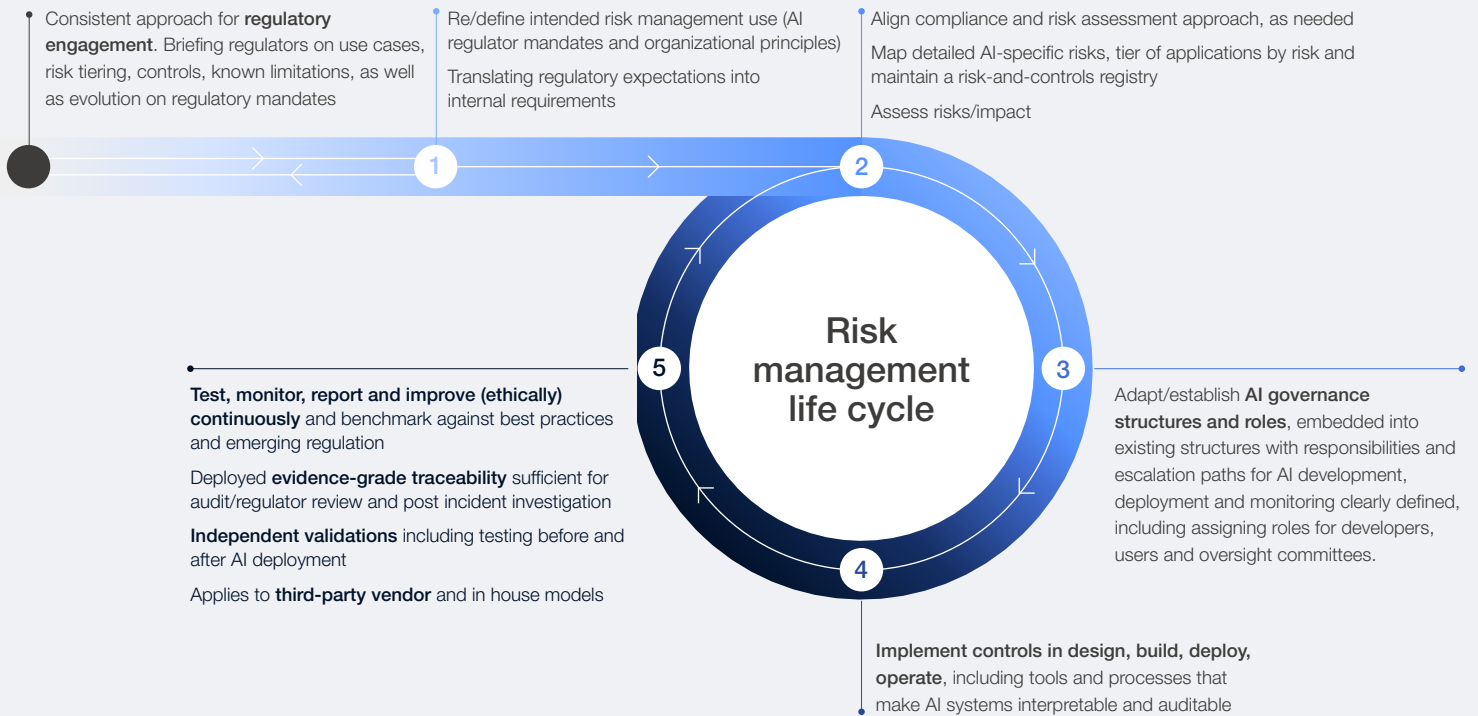 Consistent approach for regulatory
engagement. Briefing regulators on use cases,
risk tiering, controls, known limitations, as well
as evolution on regulatory mandates
Re/define intended risk management use (AI
regulator mandates and organizational principles)
Translating regulatory expectations into
internal requirements
Align compliance and risk assessment approach, as needed
Map detailed AI-specific risks, tier of applications by risk and
maintain a risk-and-controls registry
Assess risks/impact
1
2
Risk
management
life cycle
5
3
Test, monitor, report and improve (ethically)
continuously and benchmark against best practices
and emerging regulation
Deployed evidence-grade traceability sufficient for
audit/regulator review and post incident investigation
Independent validations including testing before and
after AI deployment
Applies to third-party vendor and in house models
Adapt/establish AI governance
structures and roles, embedded into
existing structures with responsibilities and
escalation paths for AI development,
deployment and monitoring clearly defined,
including assigning roles for developers,
users and oversight committees.
4
Implement controls in design, build, deploy,
operate, including tools and processes that
make AI systems interpretable and auditable